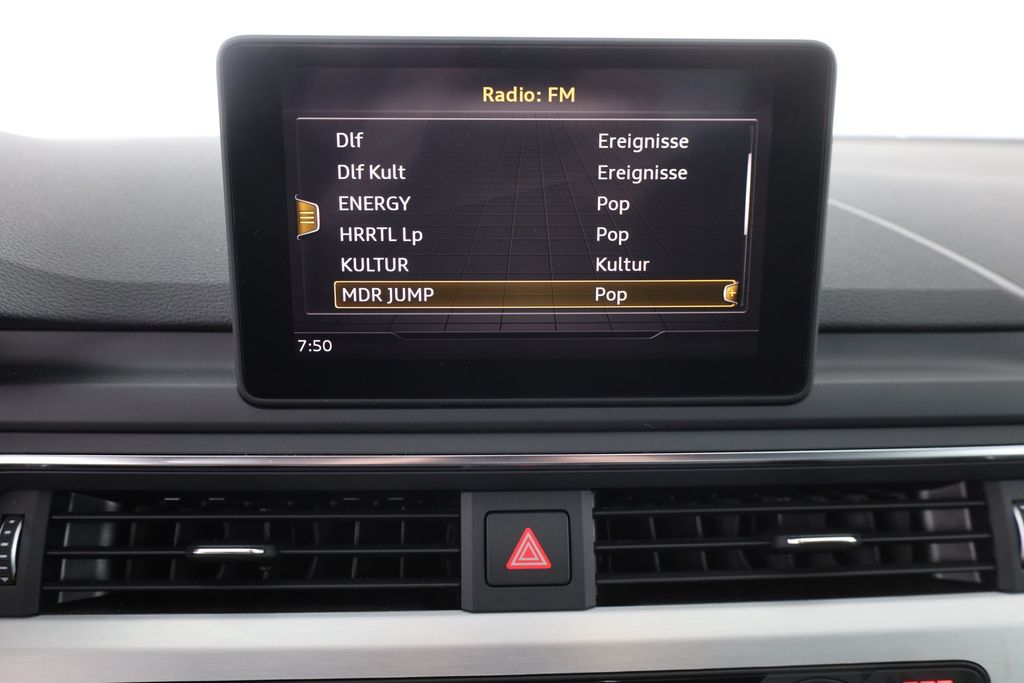 Radio: FM
Dlf Ereignisse
Dlf Kult Ereignisse
ENERGY Pop
HRRTL Lp Pop
KULTUR Kultur
MDR JUMP Pop
7:50